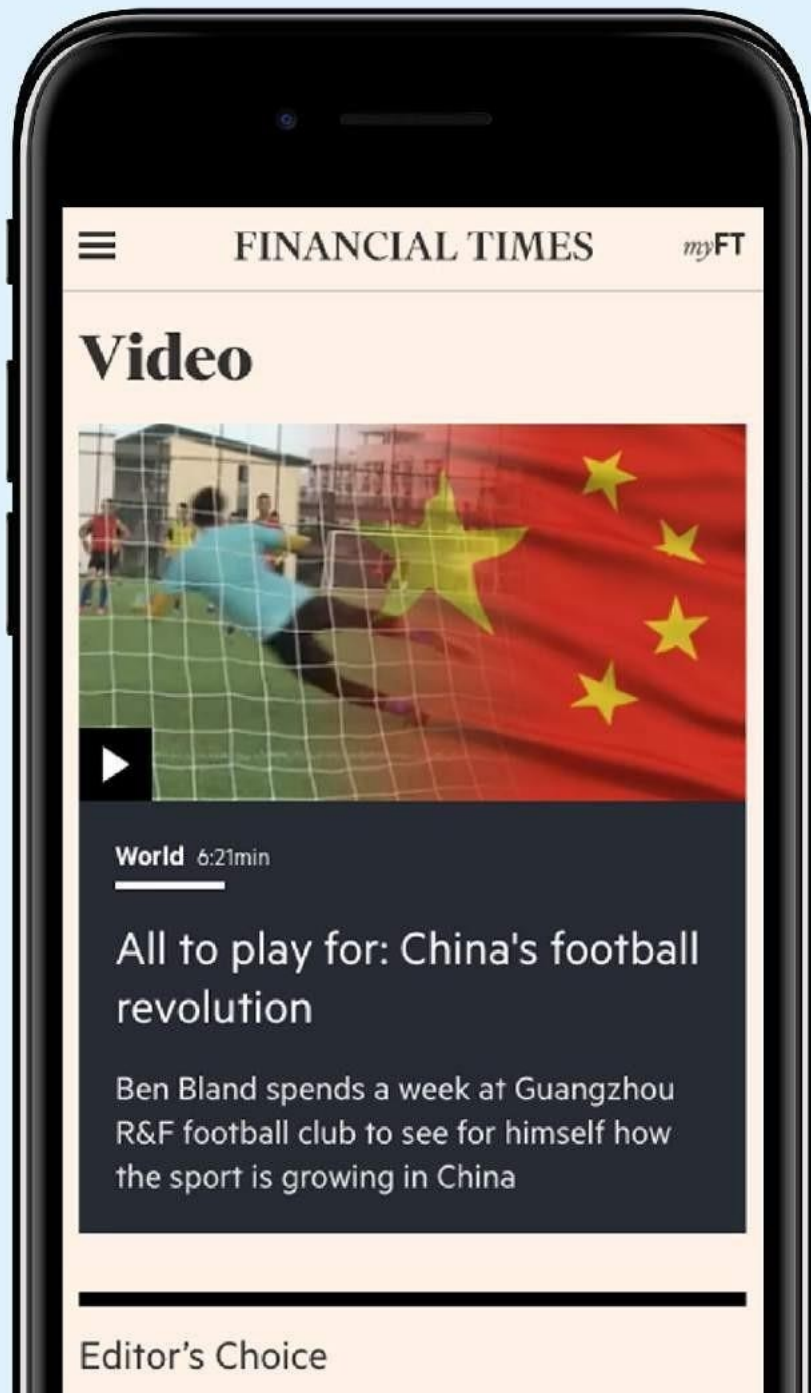 FINANCIAL TIMES
myFT
Video
World 6:21min
All to play for: China's football
revolution
Ben Bland spends a week at Guangzhou
R&F football club to see for himself how
the sport is growing in China
Editor's Choice